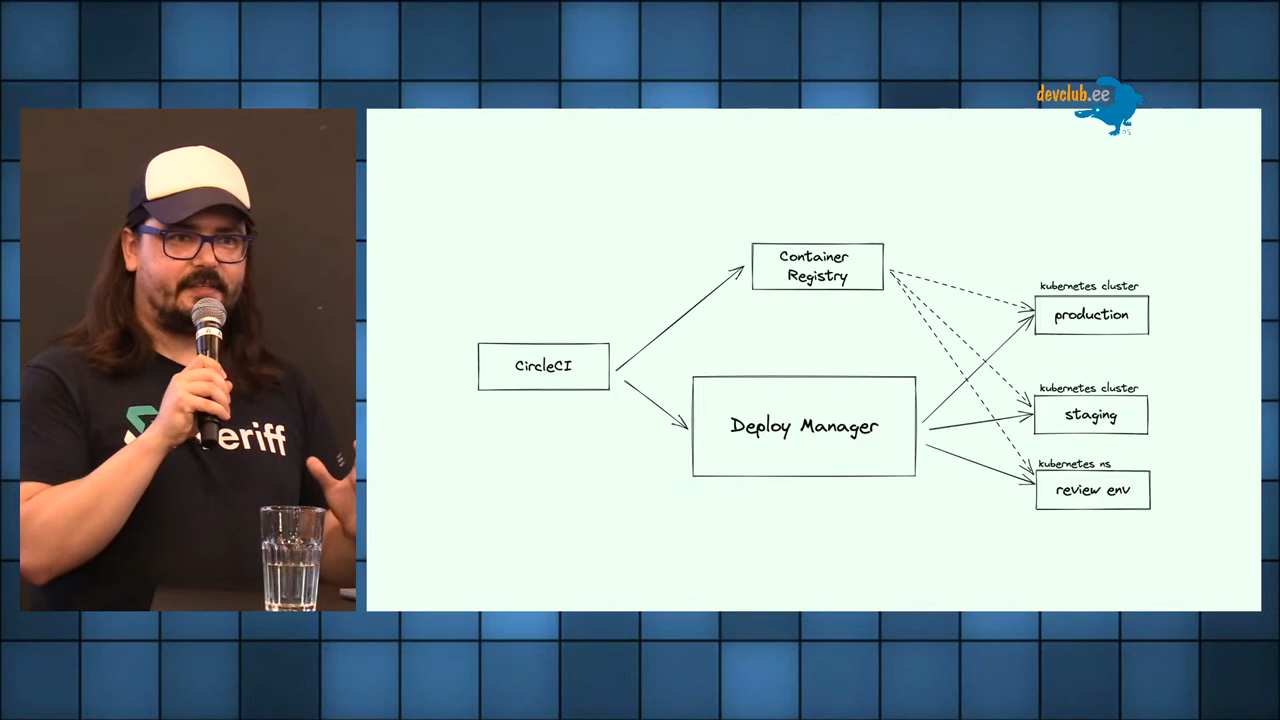 devclub.ee
eriff
CircleCI
Container
Registry
Deploy Manager
kubernetes cluster
production
kubernetes cluster
staging
kubernetes ns
review env